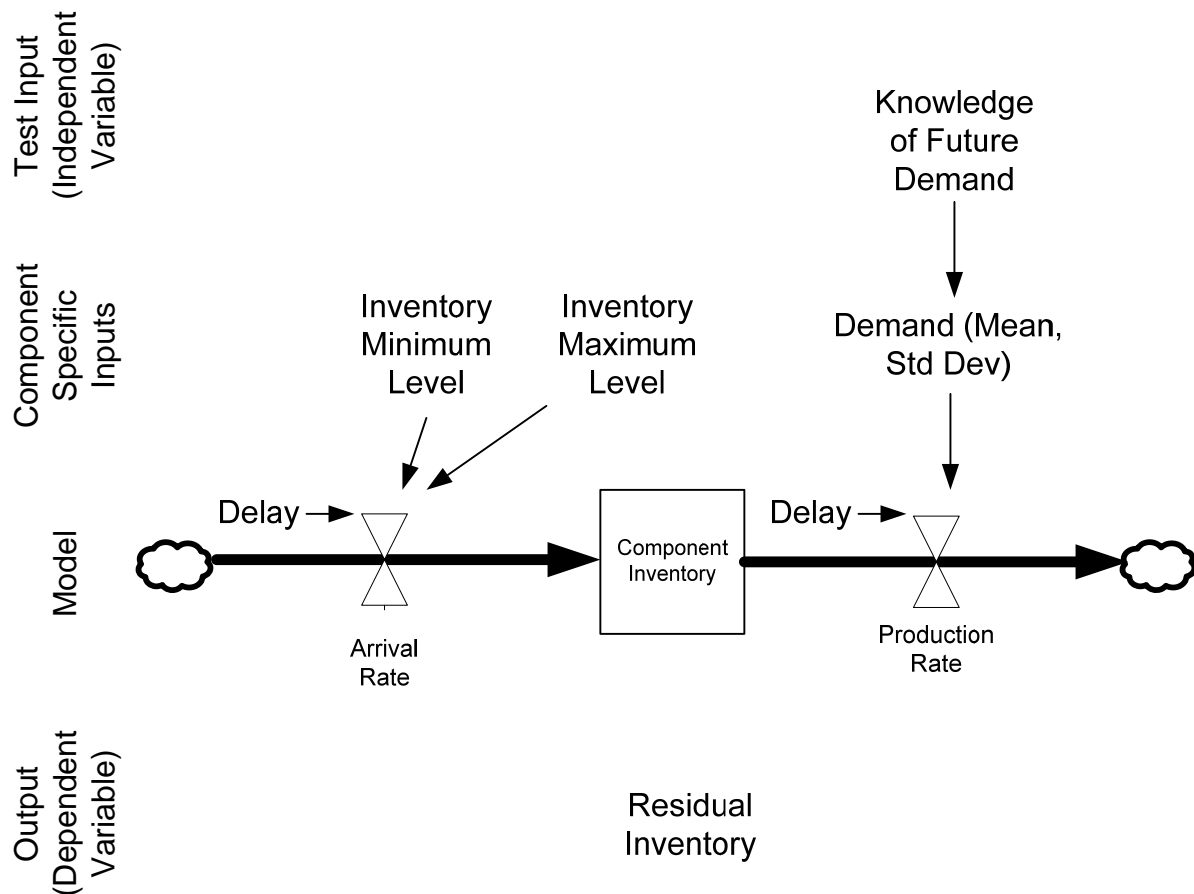 Test Input
(Independent
Variable)
Knowledge
of Future
Demand
Component
Specific
Inputs
Inventory
Minimum
Level
Inventory
Maximum
Level
Demand (Mean,
Std Dev)
Model
Delay
Arrival
Rate
Component
Inventory
Delay
Production
Rate
Output
(Dependent
Variable)
Residual
Inventory